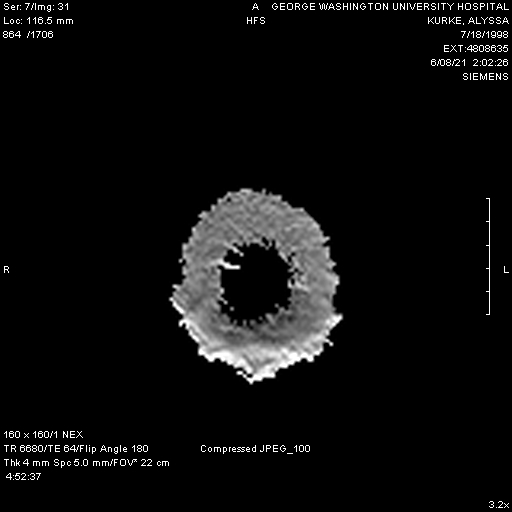 Ser: 7/Img: 31
Loc: 116.5 mm
864 /1706
A
HFS
GEORGE WASHINGTON UNIVERSITY HOSPITAL
KURKE, ALYSSA
7/18/1998
EXT:4808635
6/08/21 2:02:26
SIEMENS
R
L
160 x 160/1 NEX
TR 6680/TE 64/Flip Angle 180
Thk 4 mm Spc 5.0 mm/FOV* 22 cm
4:52:37
Compressed JPEG_100
3.2x